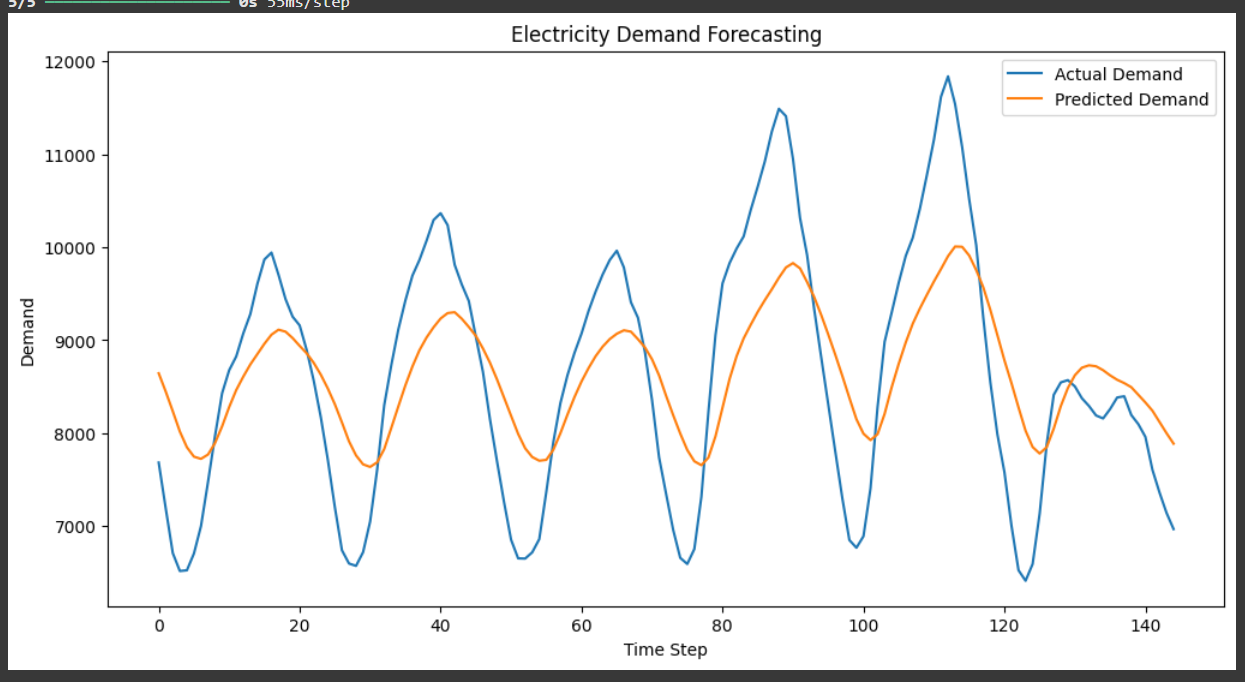 5/5 0s 55ms/step
Electricity Demand Forecasting
12000
11000
10000
9000
8000
7000
Demand
Actual Demand
Predicted Demand
0 20 40 60 80 100 120 140
Time Step